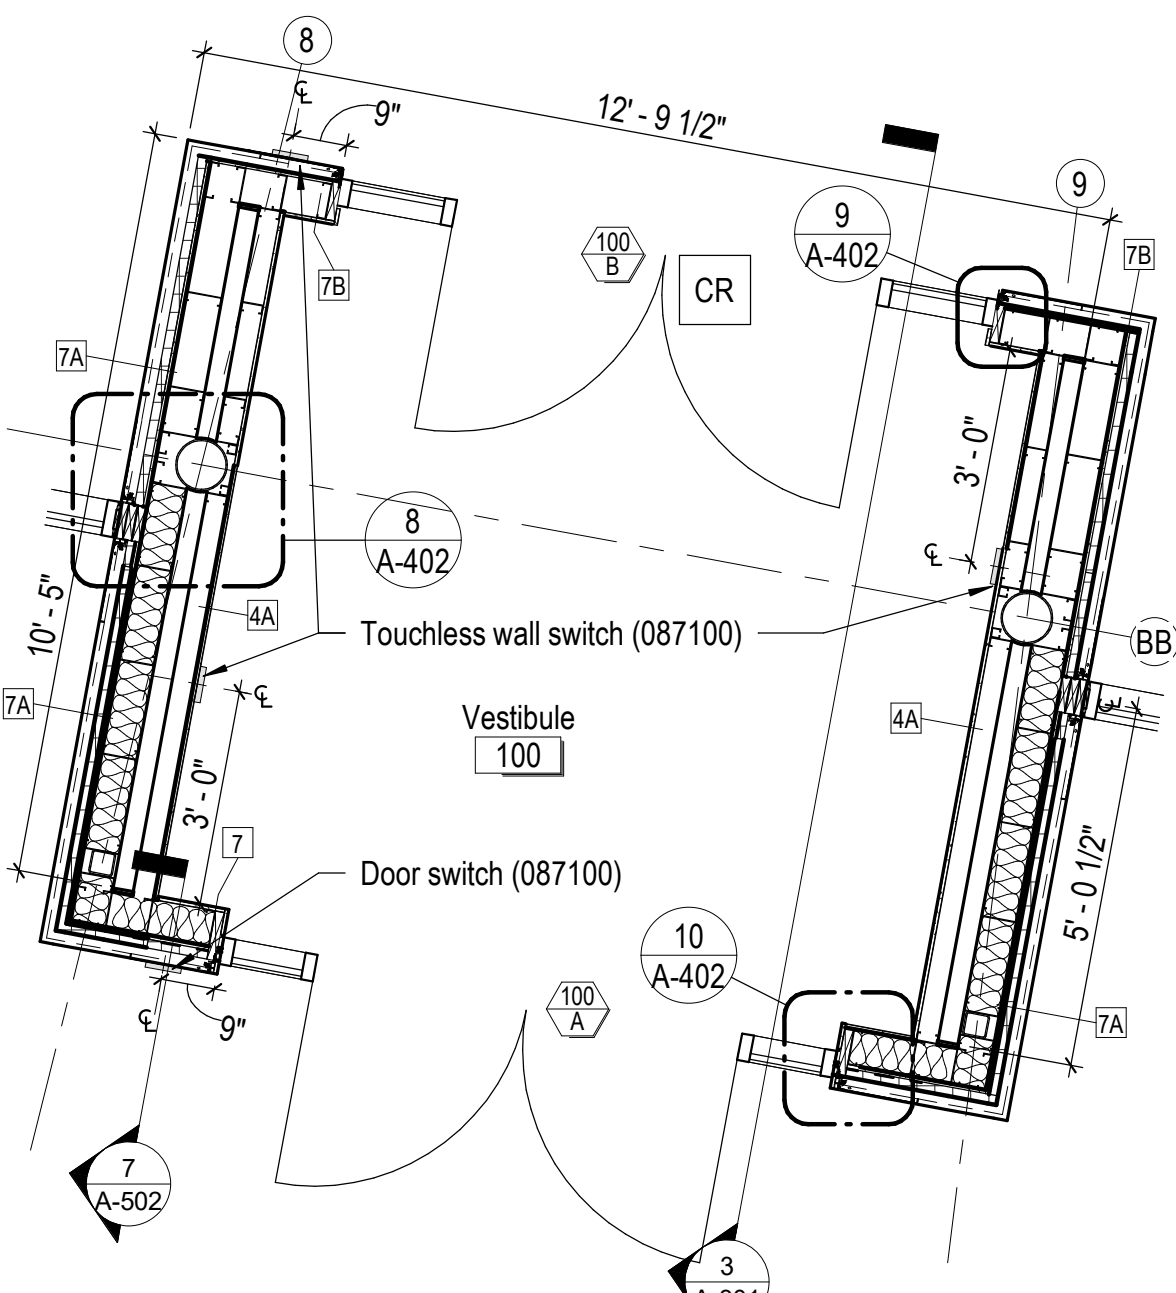 8
℄
9"
12' - 9 1/2"
9
9
A-402
100
B
CR
7B
7B
7A
3' - 0"
8
A-402
℄
10' - 5"
4A
Touchless wall switch (087100)
BB
7A
℄
℄
Vestibule
100
4A
3' - 0"
7
Door switch (087100)
5' - 0 1/2"
10
A-402
100
A
℄
9"
7A
7
A-502
3